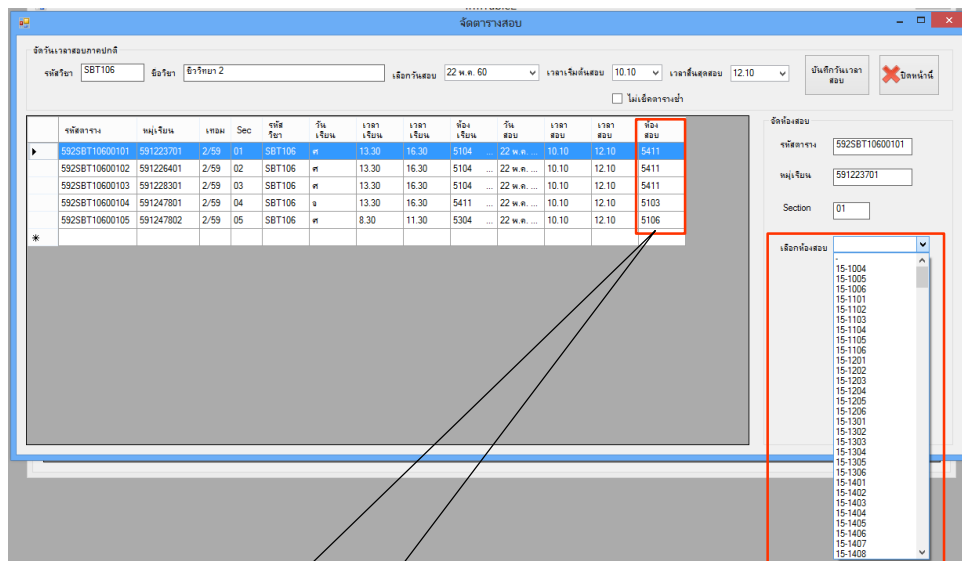 จัดตารางสอบ
จัดวันเวลาสอบภาคปกติ
รหัสวิชา SBT106 ชื่อวิชา ชีววิทยา 2 เลือกวันสอบ 22 พ.ค. 60 เวลาเริ่มต้นสอบ 10.10 เวลาสิ้นสุดสอบ 12.10 บันทึกวันเวลาสอบ ปิดหน้านี้
ไม่เช็คตารางซ้ำ
รหัสตาราง หมู่เรียน เทอม Sec รหัสวิชา วันเรียน เวลาเรียน เวลาเรียน ห้องเรียน วันสอบ เวลาสอบ เวลาสอบ ห้องสอบ
592SBT10600101 591223701 2/59 01 SBT106 ศ 13.30 16.30 5104 ... 22 พ.ค. ... 10.10 12.10 5411
592SBT10600102 591226401 2/59 02 SBT106 ศ 13.30 16.30 5104 ... 22 พ.ค. ... 10.10 12.10 5411
592SBT10600103 591228301 2/59 03 SBT106 ศ 13.30 16.30 5104 ... 22 พ.ค. ... 10.10 12.10 5411
592SBT10600104 591247801 2/59 04 SBT106 จ 13.30 16.30 5411 ... 22 พ.ค. ... 10.10 12.10 5103
592SBT10600105 591247802 2/59 05 SBT106 ศ 8.30 11.30 5304 ... 22 พ.ค. ... 10.10 12.10 5106
จัดห้องสอบ
รหัสตาราง 592SBT10600101
หมู่เรียน 591223701
Section 01
เลือกห้องสอบ
-
15-1004
15-1005
15-1006
15-1101
15-1102
15-1103
15-1104
15-1105
15-1106
15-1201
15-1202
15-1203
15-1204
15-1205
15-1206
15-1301
15-1302
15-1303
15-1304
15-1305
15-1306
15-1401
15-1402
15-1403
15-1404
15-1405
15-1406
15-1407
15-1408